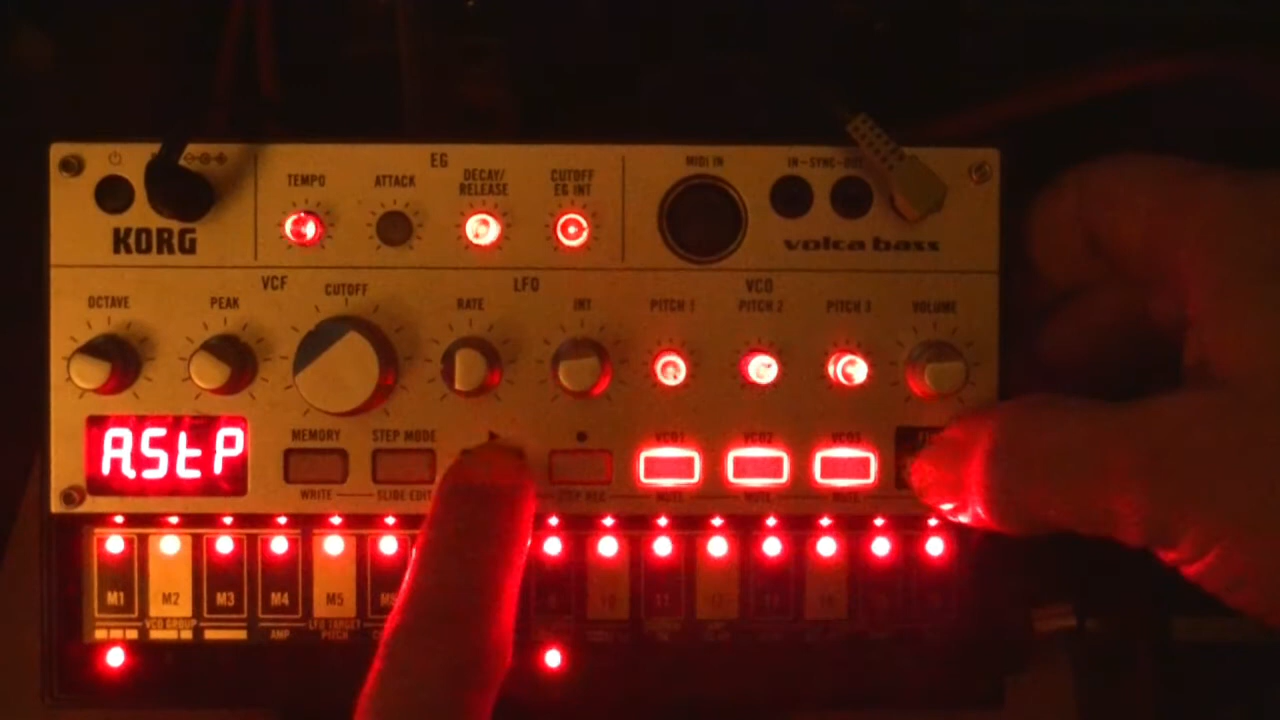 EG
MIDI IN
IN-SYNC-OUT
TEMPO
ATTACK
DECAY/
RELEASE
CUTOFF
EG INT
KORG
volca bass
VCF
LFO
VCO
OCTAVE
PEAK
CUTOFF
RATE
INT
PITCH 1
PITCH 2
PITCH 3
VOLUME
A.StP
MEMORY
STEP MODE
VCO1
VCO2
VCO3
WRITE
SLIDE EDIT
STEP REC
MUTE
MUTE
MUTE
M1
M2
M3
M4
M5
10
11
VCO GROUP
LFO TARGET
AMP
PITCH